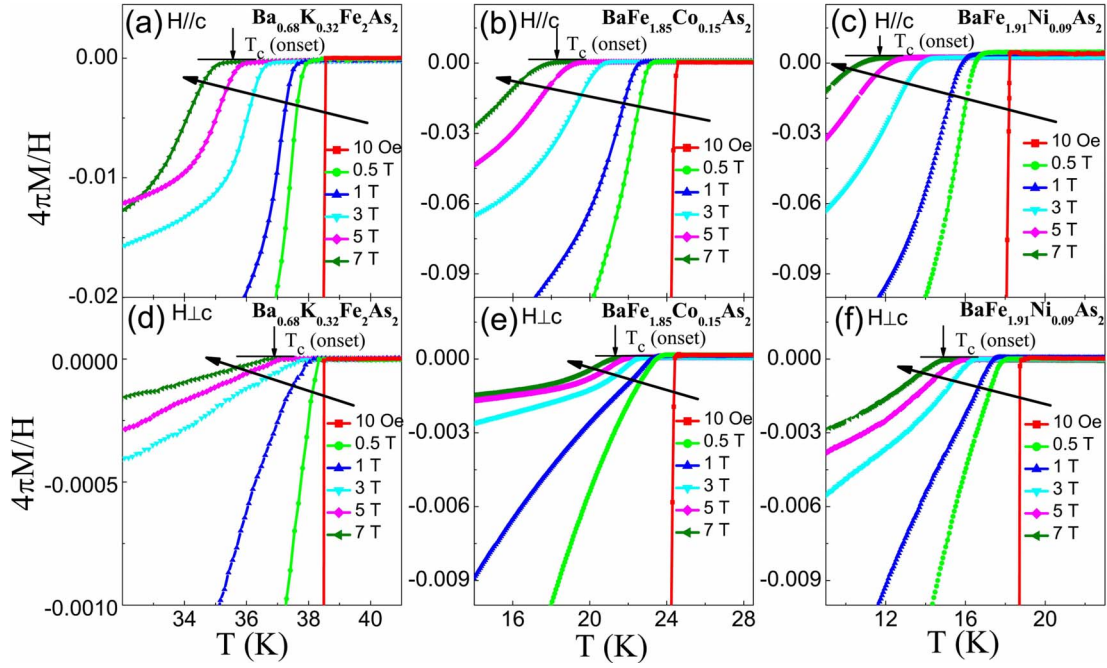 (a) H//c Ba0.68K0.32Fe2As2
Tc (onset)
0.00
-0.01
-0.02
4πM/H
10 Oe
0.5 T
1 T
3 T
5 T
7 T
(b) H//c BaFe1.85Co0.15As2
Tc (onset)
0.00
-0.03
-0.06
-0.09
10 Oe
0.5 T
1 T
3 T
5 T
7 T
(c) H//c BaFe1.91Ni0.09As2
Tc (onset)
0.00
-0.03
-0.06
-0.09
10 Oe
0.5 T
1 T
3 T
5 T
7 T
(d) H⊥c Ba0.68K0.32Fe2As2
Tc (onset)
0.0000
-0.0005
-0.0010
4πM/H
10 Oe
0.5 T
1 T
3 T
5 T
7 T
34 36 38 40
T (K)
(e) H⊥c BaFe1.85Co0.15As2
Tc (onset)
0.000
-0.003
-0.006
-0.009
10 Oe
0.5 T
1 T
3 T
5 T
7 T
16 20 24 28
T (K)
(f) H⊥c BaFe1.91Ni0.09As2
Tc (onset)
0.000
-0.003
-0.006
-0.009
10 Oe
0.5 T
1 T
3 T
5 T
7 T
12 16 20
T (K)